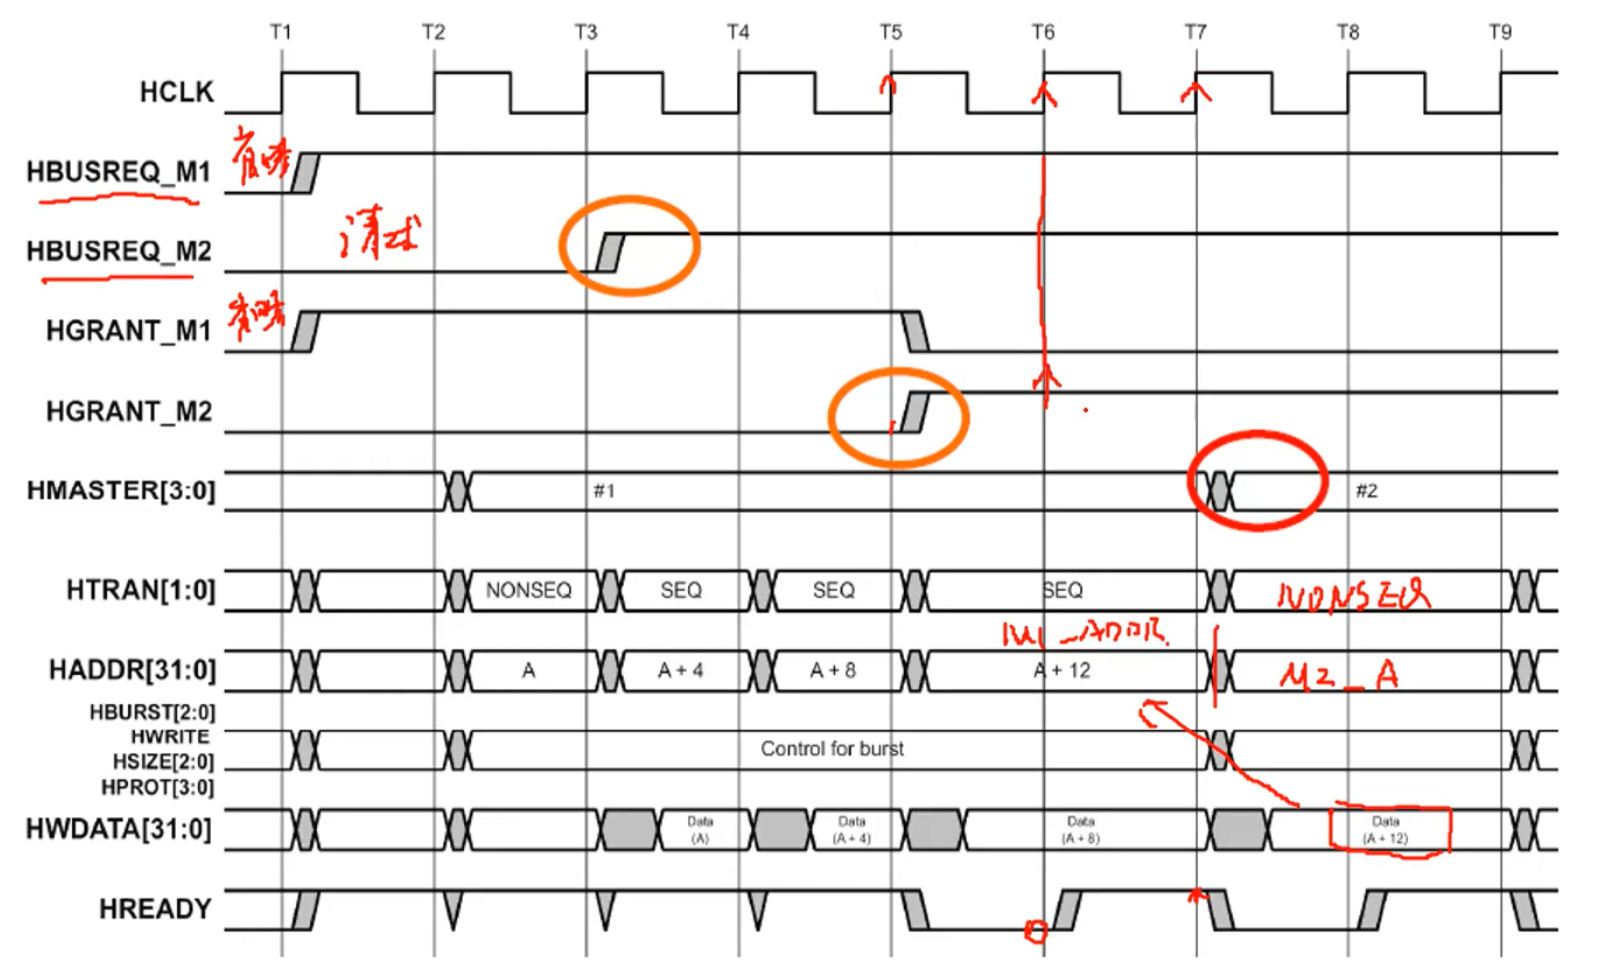 T1 T2 T3 T4 T5 T6 T7 T8 T9
HCLK
HBUSREQ_M1
HBUSREQ_M2
请求
HGRANT_M1
HGRANT_M2
HMASTER[3:0] #1 #2
HTRAN[1:0] NONSEQ SEQ SEQ SEQ NONSEQ
M1_ADDR
HADDR[31:0] A A + 4 A + 8 A + 12 M2_A
HBURST[2:0]
HWRITE
Control for burst
HSIZE[2:0]
HPROT[3:0]
HWDATA[31:0] Data (A) Data (A + 4) Data (A + 8) Data (A + 12)
HREADY